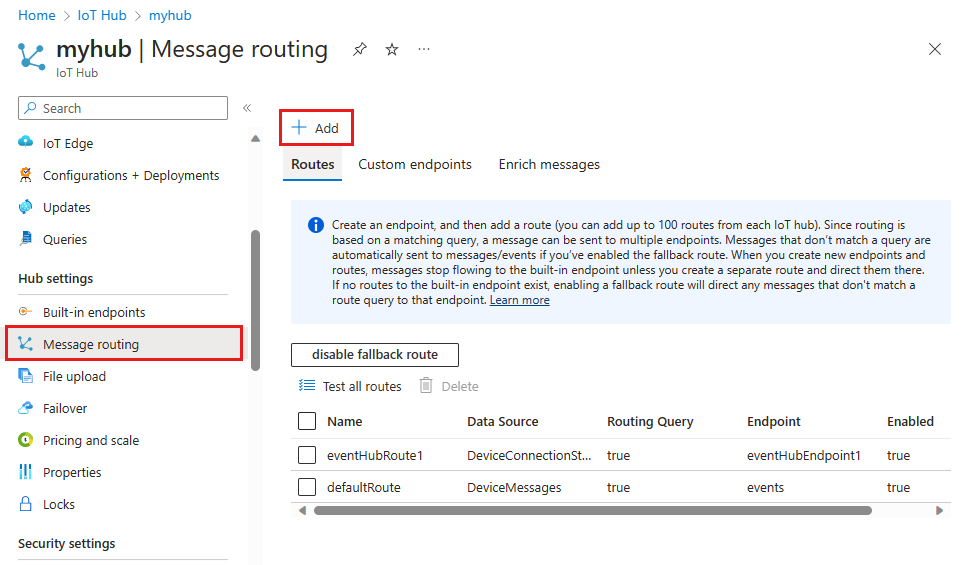 Home > IoT Hub > myhub
myhub | Message routing
IoT Hub
Search
IoT Edge
Configurations + Deployments
Updates
Queries
Hub settings
Built-in endpoints
Message routing
File upload
Failover
Pricing and scale
Properties
Locks
Security settings
Add
Routes Custom endpoints Enrich messages
Create an endpoint, and then add a route (you can add up to 100 routes from each IoT hub). Since routing is
based on a matching query, a message can be sent to multiple endpoints. Messages that don't match a query are
automatically sent to messages/events if you've enabled the fallback route. When you create new endpoints and
routes, messages stop flowing to the built-in endpoint unless you create a separate route and direct them there.
If no routes to the built-in endpoint exist, enabling a fallback route will direct any messages that don't match a
route query to that endpoint. Learn more
disable fallback route
Test all routes Delete
Name Data Source Routing Query Endpoint Enabled
eventHubRoute1 DeviceConnectionSt... true eventHubEndpoint1 true
defaultRoute DeviceMessages true events true